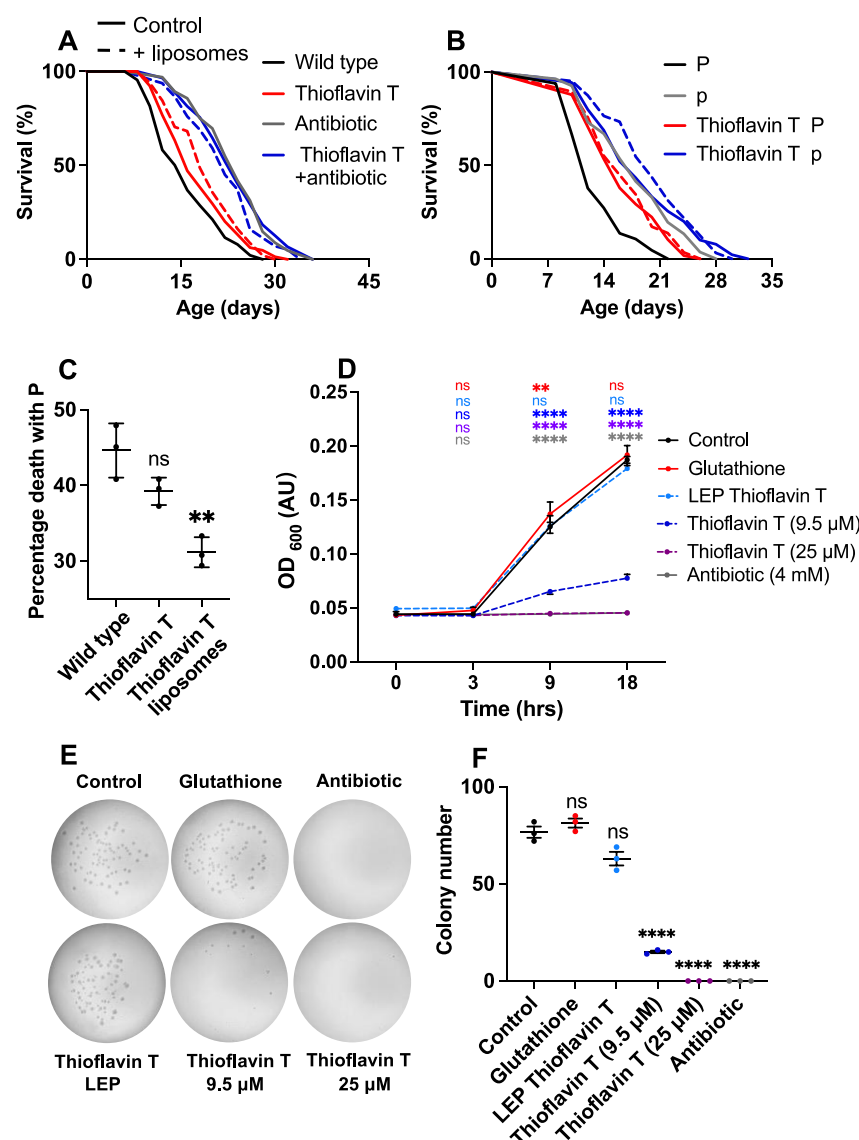 A
Control
+ liposomes
Wild type
Thioflavin T
Antibiotic
Thioflavin T
+antibiotic
Survival (%)
100
50
0
0 15 30 45
Age (days)
B
P
p
Thioflavin T P
Thioflavin T p
Survival (%)
100
50
0
0 7 14 21 28 35
Age (days)
C
Percentage death with P
50
40
30
ns
**
Wild type
Thioflavin T
Thioflavin T
liposomes
D
OD 600 (AU)
0.25
0.20
0.15
0.10
0.05
0.00
ns ** ns
ns ns ns
ns **** ****
ns **** ****
ns **** ****
0 3 9 18
Time (hrs)
Control
Glutathione
LEP Thioflavin T
Thioflavin T (9.5 µM)
Thioflavin T (25 µM)
Antibiotic (4 mM)
E
Control Glutathione Antibiotic
Thioflavin T Thioflavin T Thioflavin T
LEP 9.5 µM 25 µM
F
Colony number
100
50
0
ns
ns
****
**** ****
Control
Glutathione
LEP Thioflavin T
Thioflavin T (9.5 µM)
Thioflavin T (25 µM)
Antibiotic